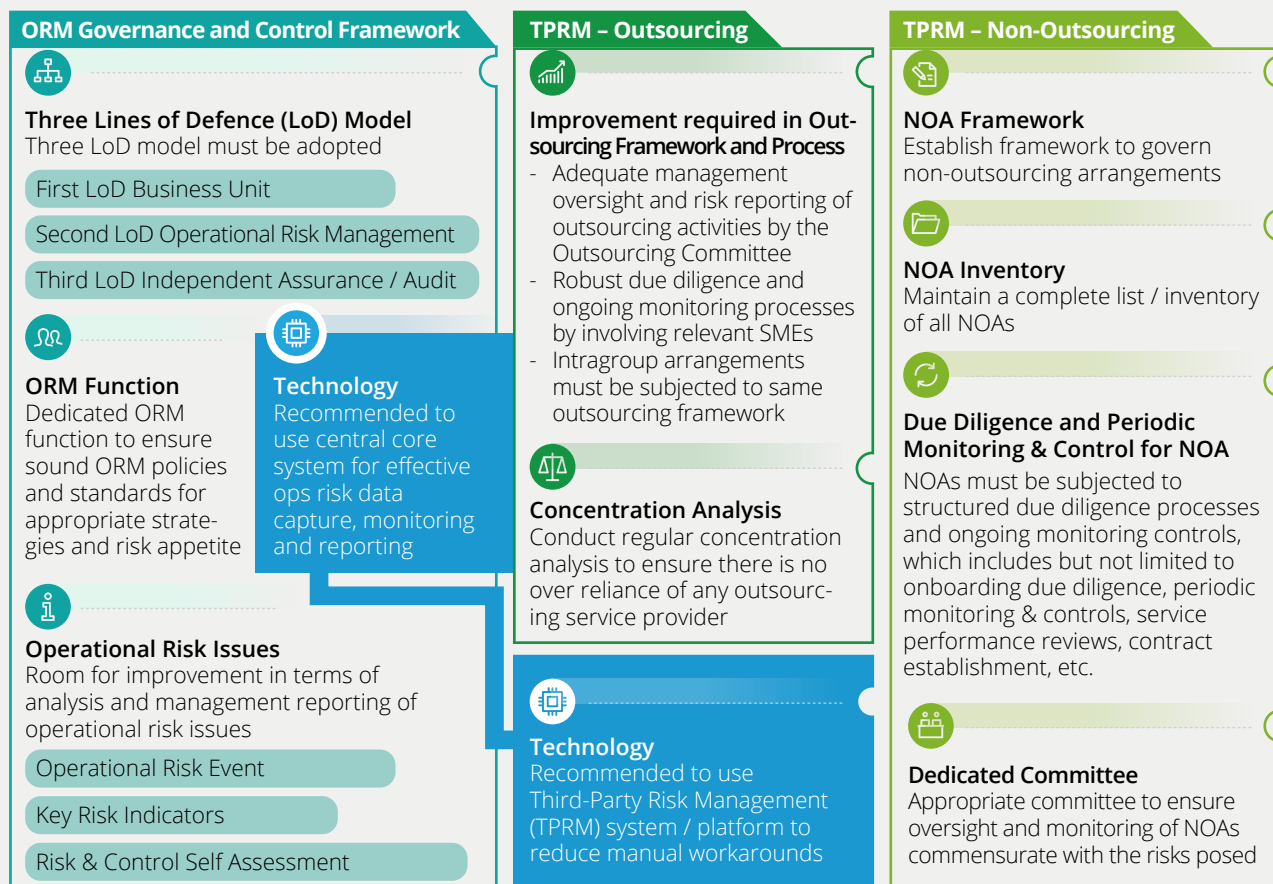 ORM Governance and Control Framework
Three Lines of Defence (LoD) Model
Three LoD model must be adopted
First LoD Business Unit
Second LoD Operational Risk Management
Third LoD Independent Assurance / Audit
ORM Function
Dedicated ORM
function to ensure
sound ORM policies
and standards for
appropriate strate-
gies and risk appetite
Technology
Recommended to
use central core
system for effective
ops risk data
capture, monitoring
and reporting
Operational Risk Issues
Room for improvement in terms of
analysis and management reporting of
operational risk issues
Operational Risk Event
Key Risk Indicators
Risk & Control Self Assessment
TPRM – Outsourcing
Improvement required in Out-
sourcing Framework and Process
- Adequate management
oversight and risk reporting of
outsourcing activities by the
Outsourcing Committee
- Robust due diligence and
ongoing monitoring processes
by involving relevant SMEs
- Intragroup arrangements
must be subjected to same
outsourcing framework
Concentration Analysis
Conduct regular concentration
analysis to ensure there is no
over reliance of any outsourc-
ing service provider
Technology
Recommended to use
Third-Party Risk Management
(TPRM) system / platform to
reduce manual workarounds
TPRM – Non-Outsourcing
NOA Framework
Establish framework to govern
non-outsourcing arrangements
NOA Inventory
Maintain a complete list / inventory
of all NOAs
Due Diligence and Periodic
Monitoring & Control for NOA
NOAs must be subjected to
structured due diligence processes
and ongoing monitoring controls,
which includes but not limited to
onboarding due diligence, periodic
monitoring & controls, service
performance reviews, contract
establishment, etc.
Dedicated Committee
Appropriate committee to ensure
oversight and monitoring of NOAs
commensurate with the risks posed